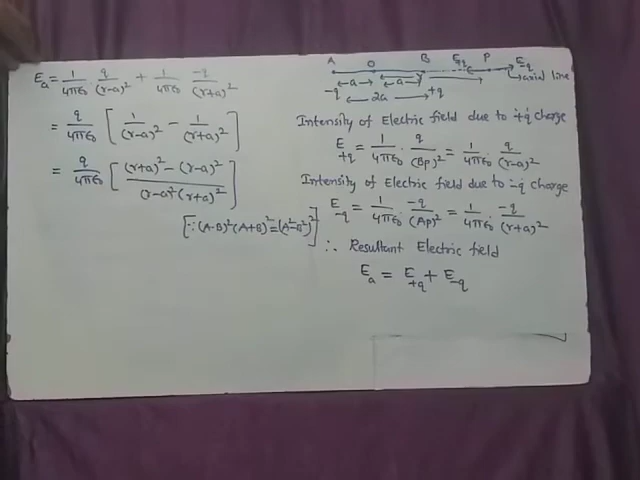 E_a = 1/4πε₀ · q/(r-a)² + 1/4πε₀ · -q/(r+a)²
= q/4πε₀ [ 1/(r-a)² - 1/(r+a)² ]
= q/4πε₀ [ (r+a)² - (r-a)² / (r-a)² (r+a)² ]
[∵ (A-B)² (A+B)² = (A²-B²)²]
A O B E+q P E-q
axial line
a a
-q 2a +q
r
Intensity of Electric field due to +q charge
E+q = 1/4πε₀ · q/(BP)² = 1/4πε₀ · q/(r-a)²
Intensity of Electric field due to -q charge
E-q = 1/4πε₀ · -q/(AP)² = 1/4πε₀ · -q/(r+a)²
∴ Resultant Electric field
E_a = E+q + E-q